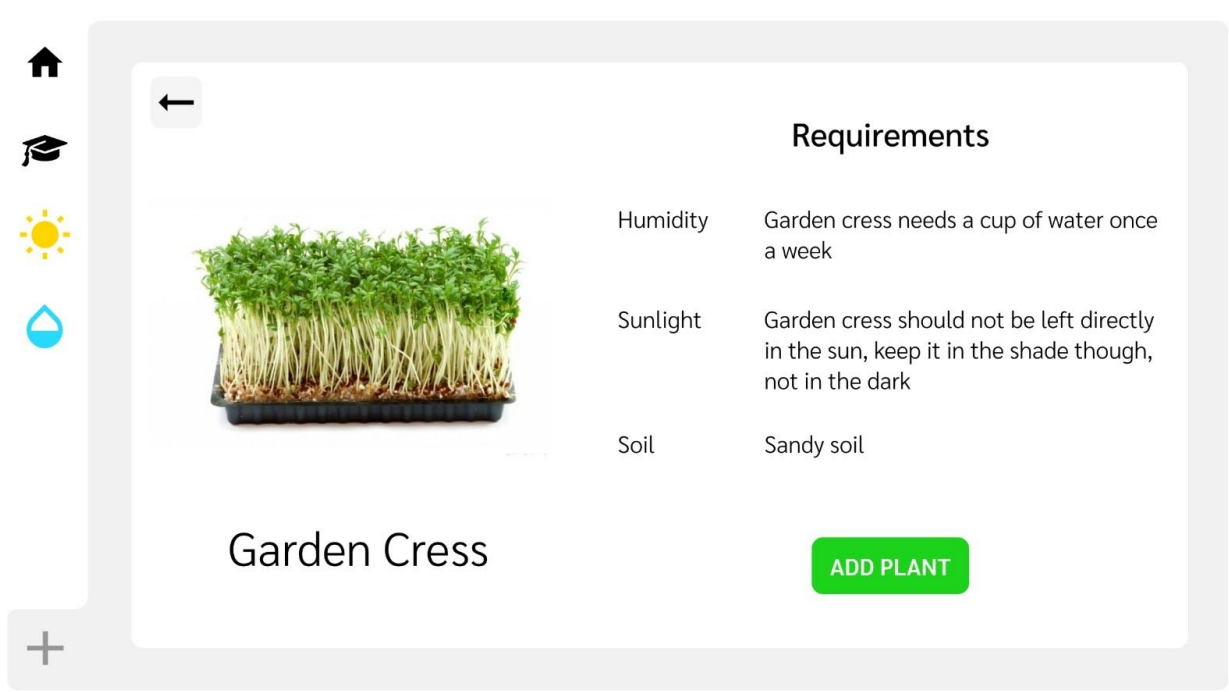 Requirements
Humidity
Garden cress needs a cup of water once
a week
Sunlight
Garden cress should not be left directly
in the sun, keep it in the shade though,
not in the dark
Soil
Sandy soil
Garden Cress
ADD PLANT